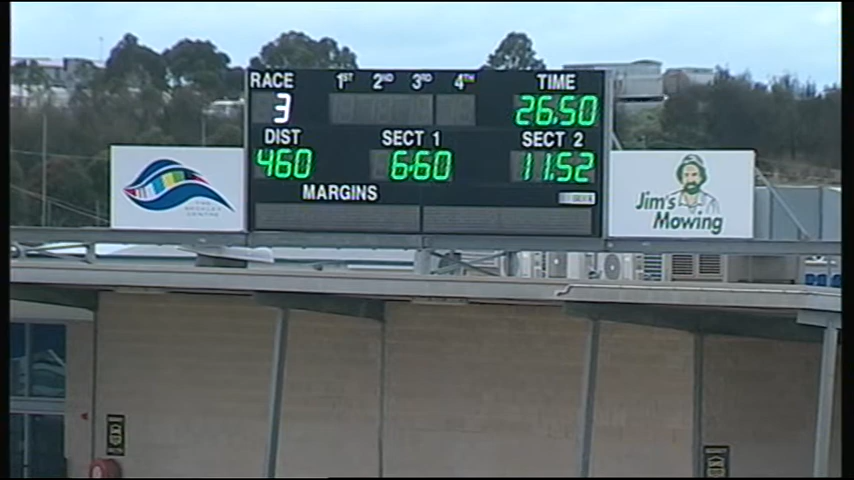 RACE 1ST 2ND 3RD 4TH TIME
3 26.50
DIST SECT 1 SECT 2
460 6.60 11.52
MARGINS
CENTRE
Jim's
Mowing